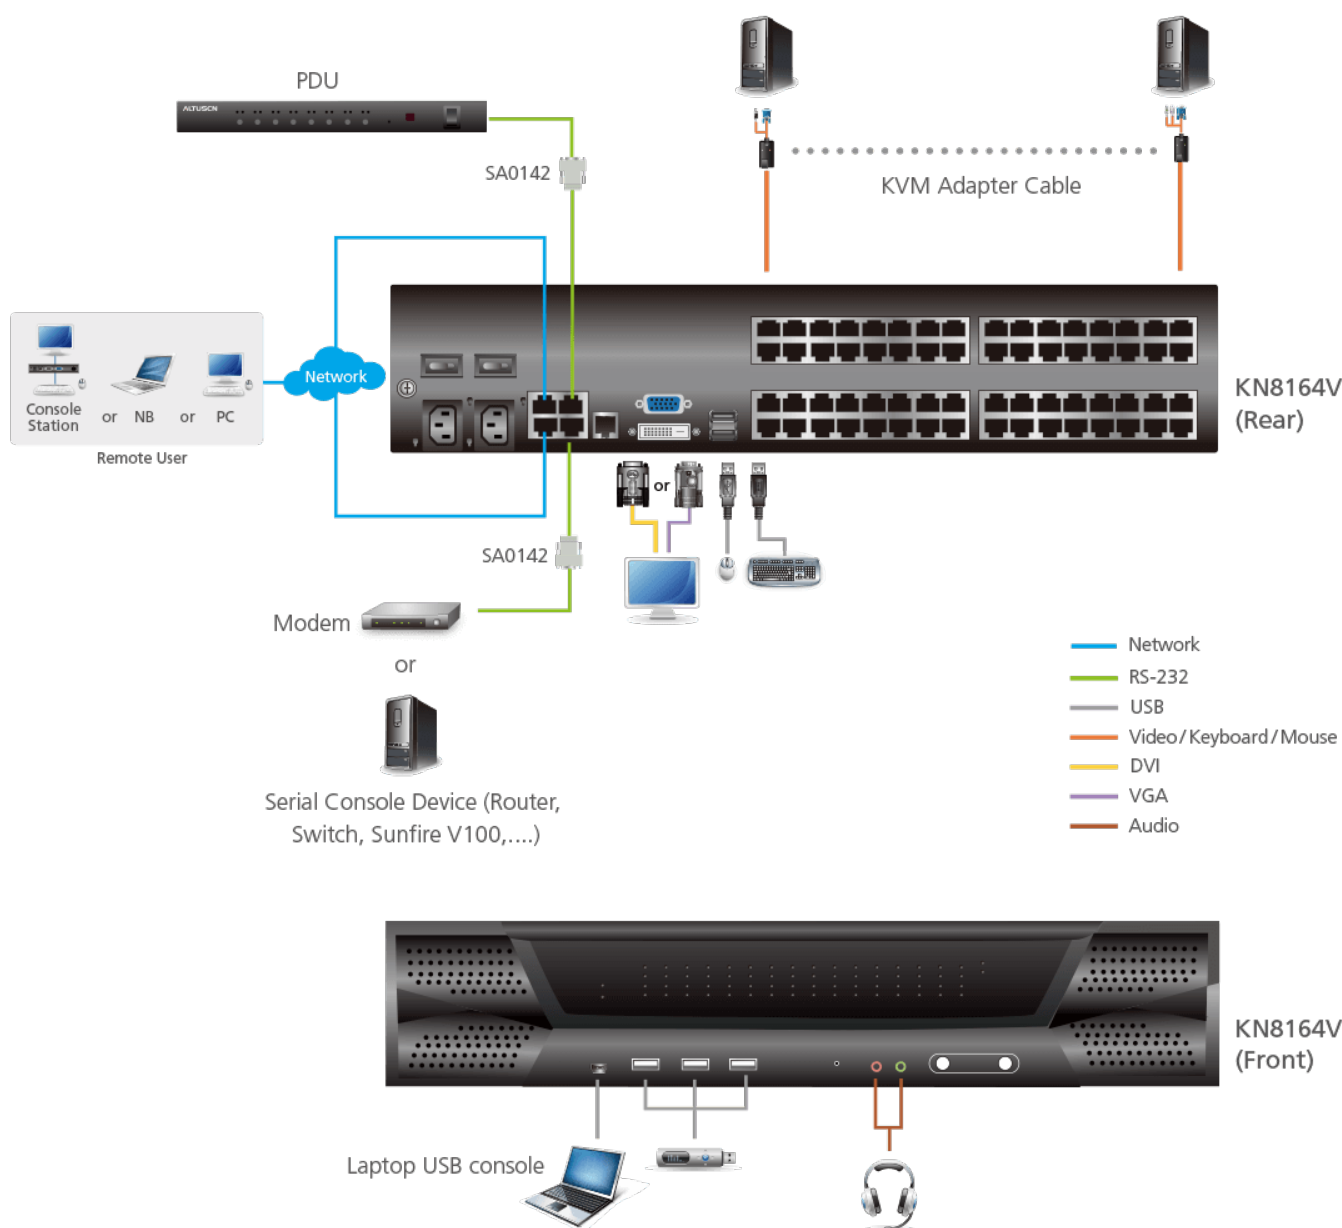 PDU
ALTUSCN
SA0142
KVM Adapter Cable
Network
Console
Station
or
NB
or
PC
Remote User
KN8164V
(Rear)
or
SA0142
Modem
or
Serial Console Device (Router,
Switch, Sunfire V100,....)
Network
RS-232
USB
Video/Keyboard/Mouse
DVI
VGA
Audio
KN8164V
(Front)
Laptop USB console